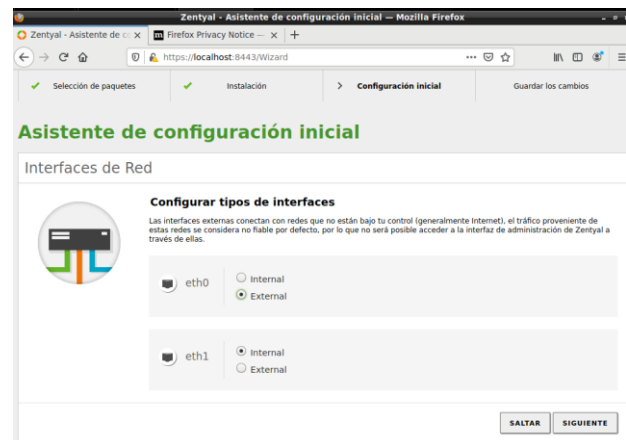 Zentyal - Asistente de configuración inicial — Mozilla Firefox
Zentyal - Asistente de co
Firefox Privacy Notice —
https://localhost:8443/Wizard
Selección de paquetes
Instalación
Configuración inicial
Guardar los cambios
Asistente de configuración inicial
Interfaces de Red
Configurar tipos de interfaces
Las interfaces externas conectan con redes que no están bajo tu control (generalmente Internet), el tráfico proveniente de
estas redes se considera no fiable por defecto, por lo que no será posible acceder a la interfaz de administración de Zentyal a
través de ellas.
eth0
Internal
External
eth1
Internal
External
SALTAR
SIGUIENTE